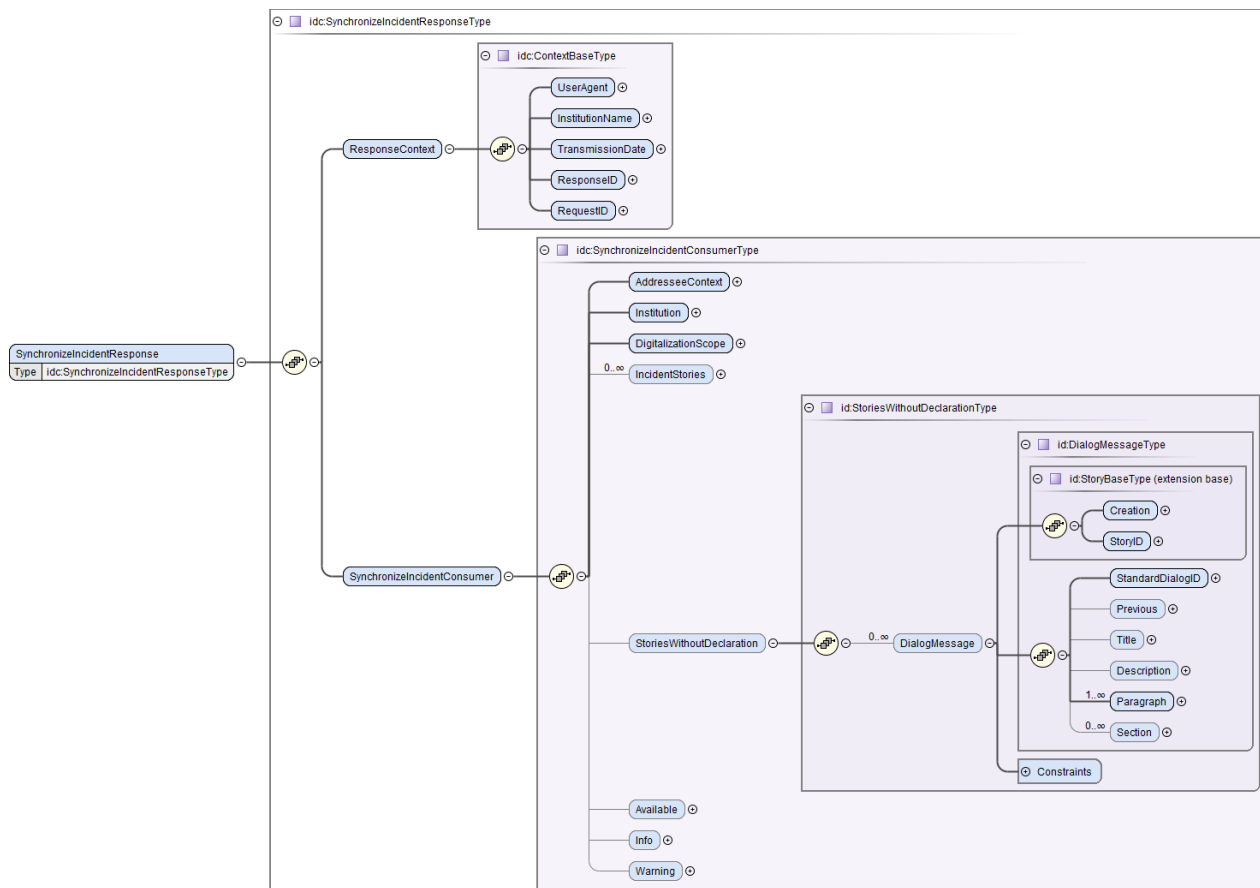 idc:SynchronizeIncidentResponseType
idc:ContextBaseType
UserAgent
InstitutionName
ResponseContext
TransmissionDate
ResponseID
RequestID
idc:SynchronizeIncidentConsumerType
AddresseeContext
Institution
DigitalizationScope
SynchronizeIncidentResponse
Type idc:SynchronizeIncidentResponseType
0..∞ IncidentStories
id:StoriesWithoutDeclarationType
id:DialogMessageType
id:StoryBaseType (extension base)
Creation
StoryID
SynchronizeIncidentConsumer
StandardDialogID
Previous
StoriesWithoutDeclaration
0..∞ DialogMessage
Title
Description
1..∞ Paragraph
0..∞ Section
Constraints
Available
Info
Warning